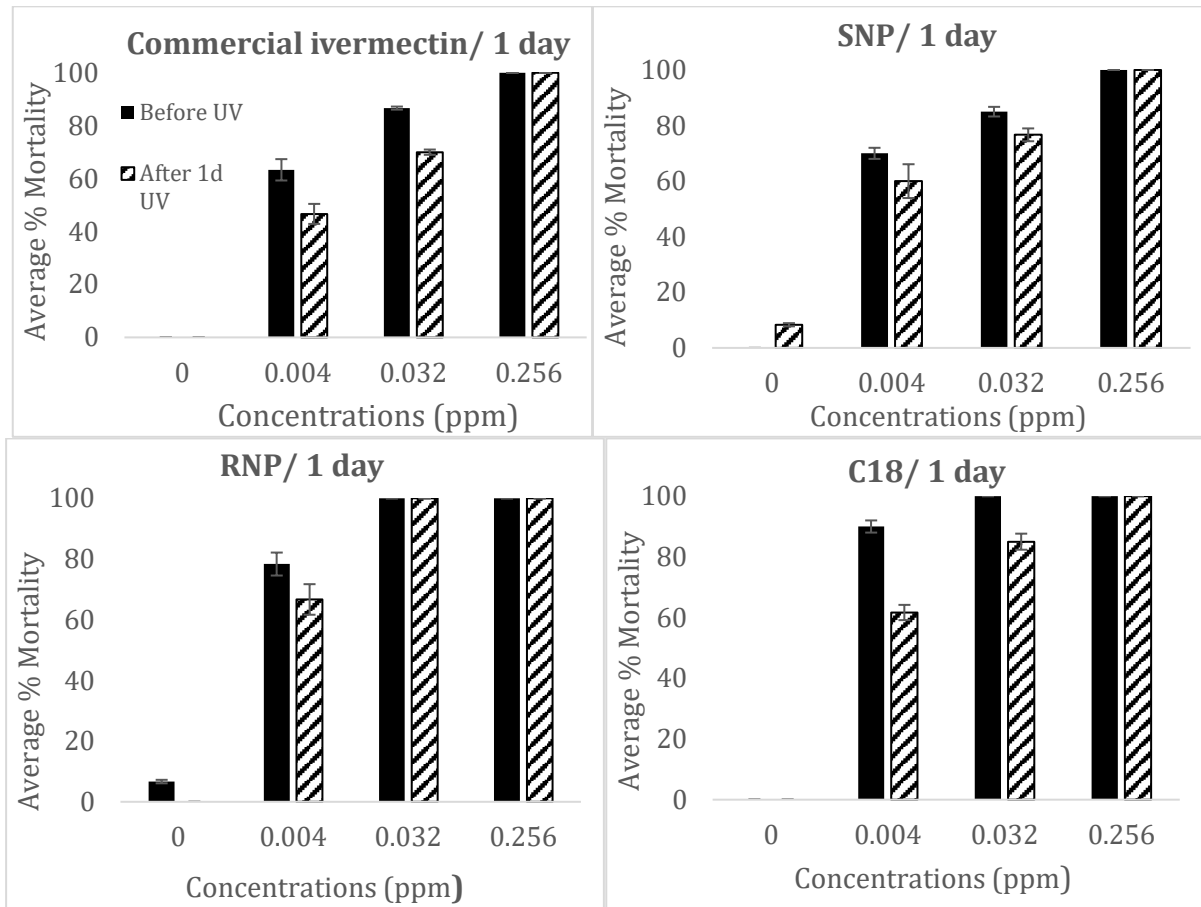 Commercial ivermectin/ 1 day
Average % Mortality
100
80
60
40
20
0
Before UV
After 1d
UV
0 0.004 0.032 0.256
Concentrations (ppm)
SNP/ 1 day
Average % Mortality
100
80
60
40
20
0
0 0.004 0.032 0.256
Concentrations (ppm)
RNP/ 1 day
Average % Mortality
100
80
60
40
20
0
0 0.004 0.032 0.256
Concentrations (ppm)
C18/ 1 day
Average % Mortality
100
80
60
40
20
0
0 0.004 0.032 0.256
Concentrations (ppm)